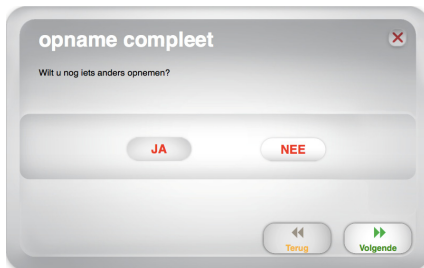 opname compleet
Wilt u nog iets anders opnemen?
JA
NEE
Terug
Volgende